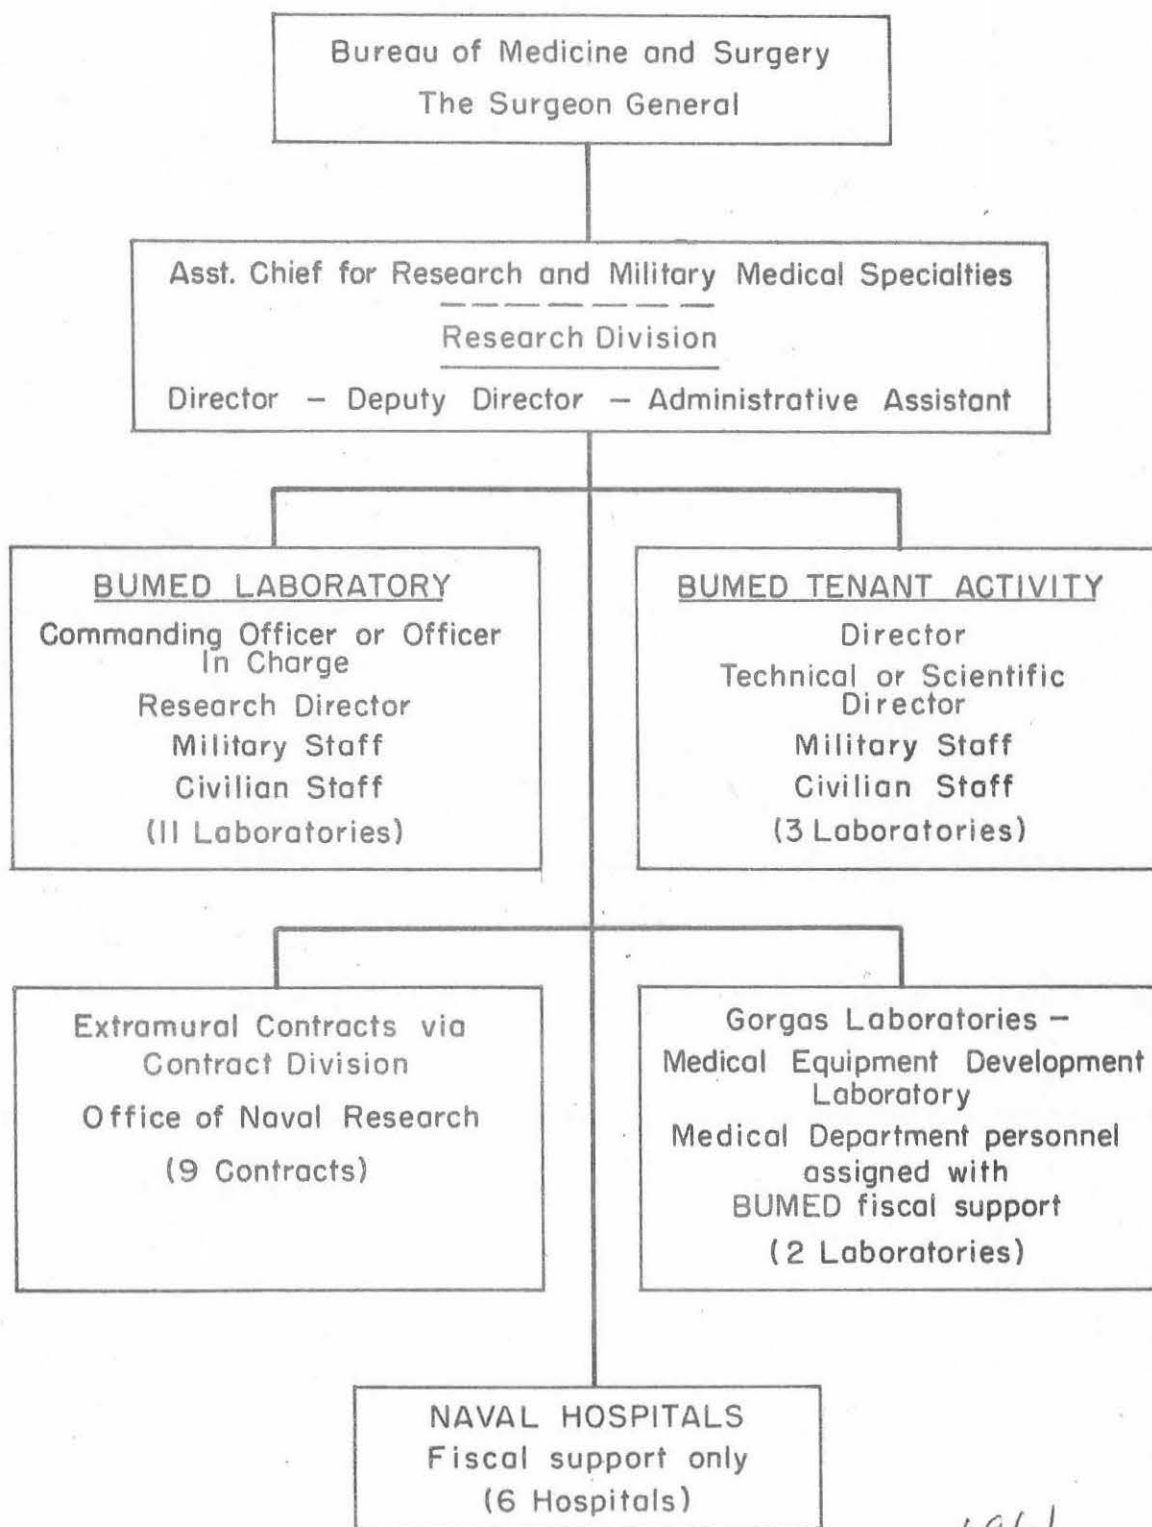 Bureau of Medicine and Surgery
The Surgeon General
Asst. Chief for Research and Military Medical Specialties
Research Division
Director – Deputy Director – Administrative Assistant
BUMED LABORATORY
Commanding Officer or Officer
In Charge
Research Director
Military Staff
Civilian Staff
(11 Laboratories)
BUMED TENANT ACTIVITY
Director
Technical or Scientific
Director
Military Staff
Civilian Staff
(3 Laboratories)
Extramural Contracts via
Contract Division
Office of Naval Research
(9 Contracts)
Gorgas Laboratories –
Medical Equipment Development
Laboratory
Medical Department personnel
assigned with
BUMED fiscal support
(2 Laboratories)
NAVAL HOSPITALS
Fiscal support only
(6 Hospitals)